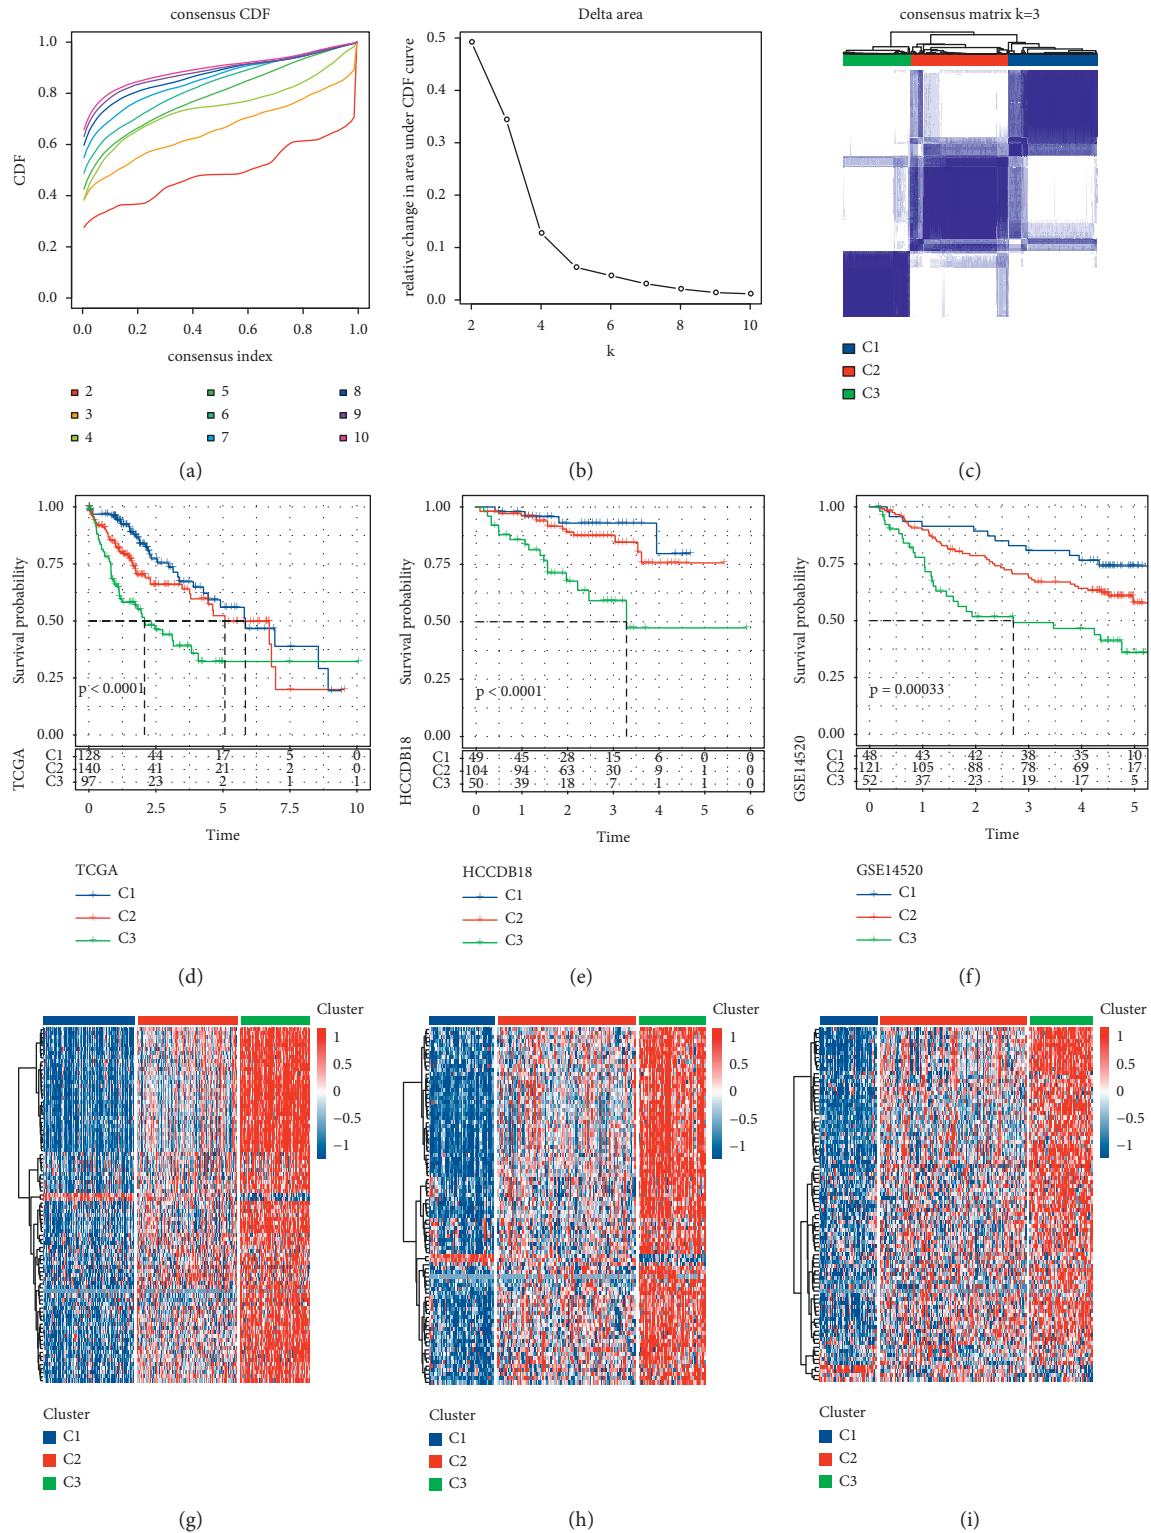 consensus CDF
1.0
0.8
0.6
0.4
0.2
0.0
CDF
0.0 0.2 0.4 0.6 0.8 1.0
consensus index
2 5 8
3 6 9
4 7 10
(a)
Delta area
0.5
0.4
0.3
0.2
0.1
0.0
relative change in area under CDF curve
2 4 6 8 10
k
(b)
consensus matrix k=3
C1
C2
C3
(c)
1.00
0.75
0.50
0.25
0.00
Survival probability
p < 0.0001
TCGA
C1 128 44 17 5 0
C2 140 41 21 2 0
C3 97 23 2 1 1
0 2.5 5 7.5 10
Time
TCGA
C1
C2
C3
(d)
1.00
0.75
0.50
0.25
0.00
Survival probability
p < 0.0001
HCCDB18
C1 49 45 28 15 6 0 0
C2 104 94 63 30 9 1 0
C3 50 39 18 7 1 1 0
0 1 2 3 4 5 6
Time
HCCDB18
C1
C2
C3
(e)
1.00
0.75
0.50
0.25
0.00
Survival probability
p = 0.00033
GSE14520
C1 48 43 42 38 35 10
C2 121 105 88 78 69 17
C3 52 37 23 19 17 5
0 1 2 3 4 5
Time
GSE14520
C1
C2
C3
(f)
Cluster
1
0.5
0
−0.5
−1
Cluster
C1
C2
C3
(g)
Cluster
1
0.5
0
−0.5
−1
Cluster
C1
C2
C3
(h)
Cluster
1
0.5
0
−0.5
−1
Cluster
C1
C2
C3
(i)